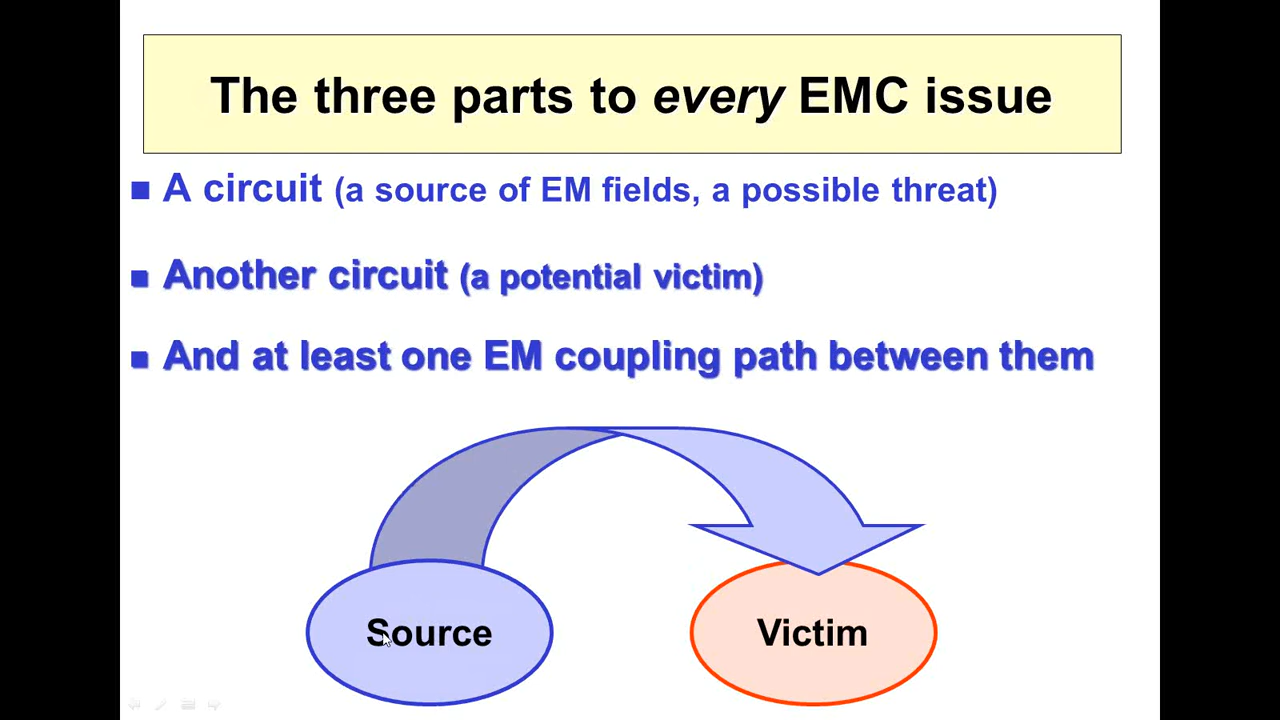 The three parts to every EMC issue
A circuit (a source of EM fields, a possible threat)
Another circuit (a potential victim)
And at least one EM coupling path between them
Source
Victim